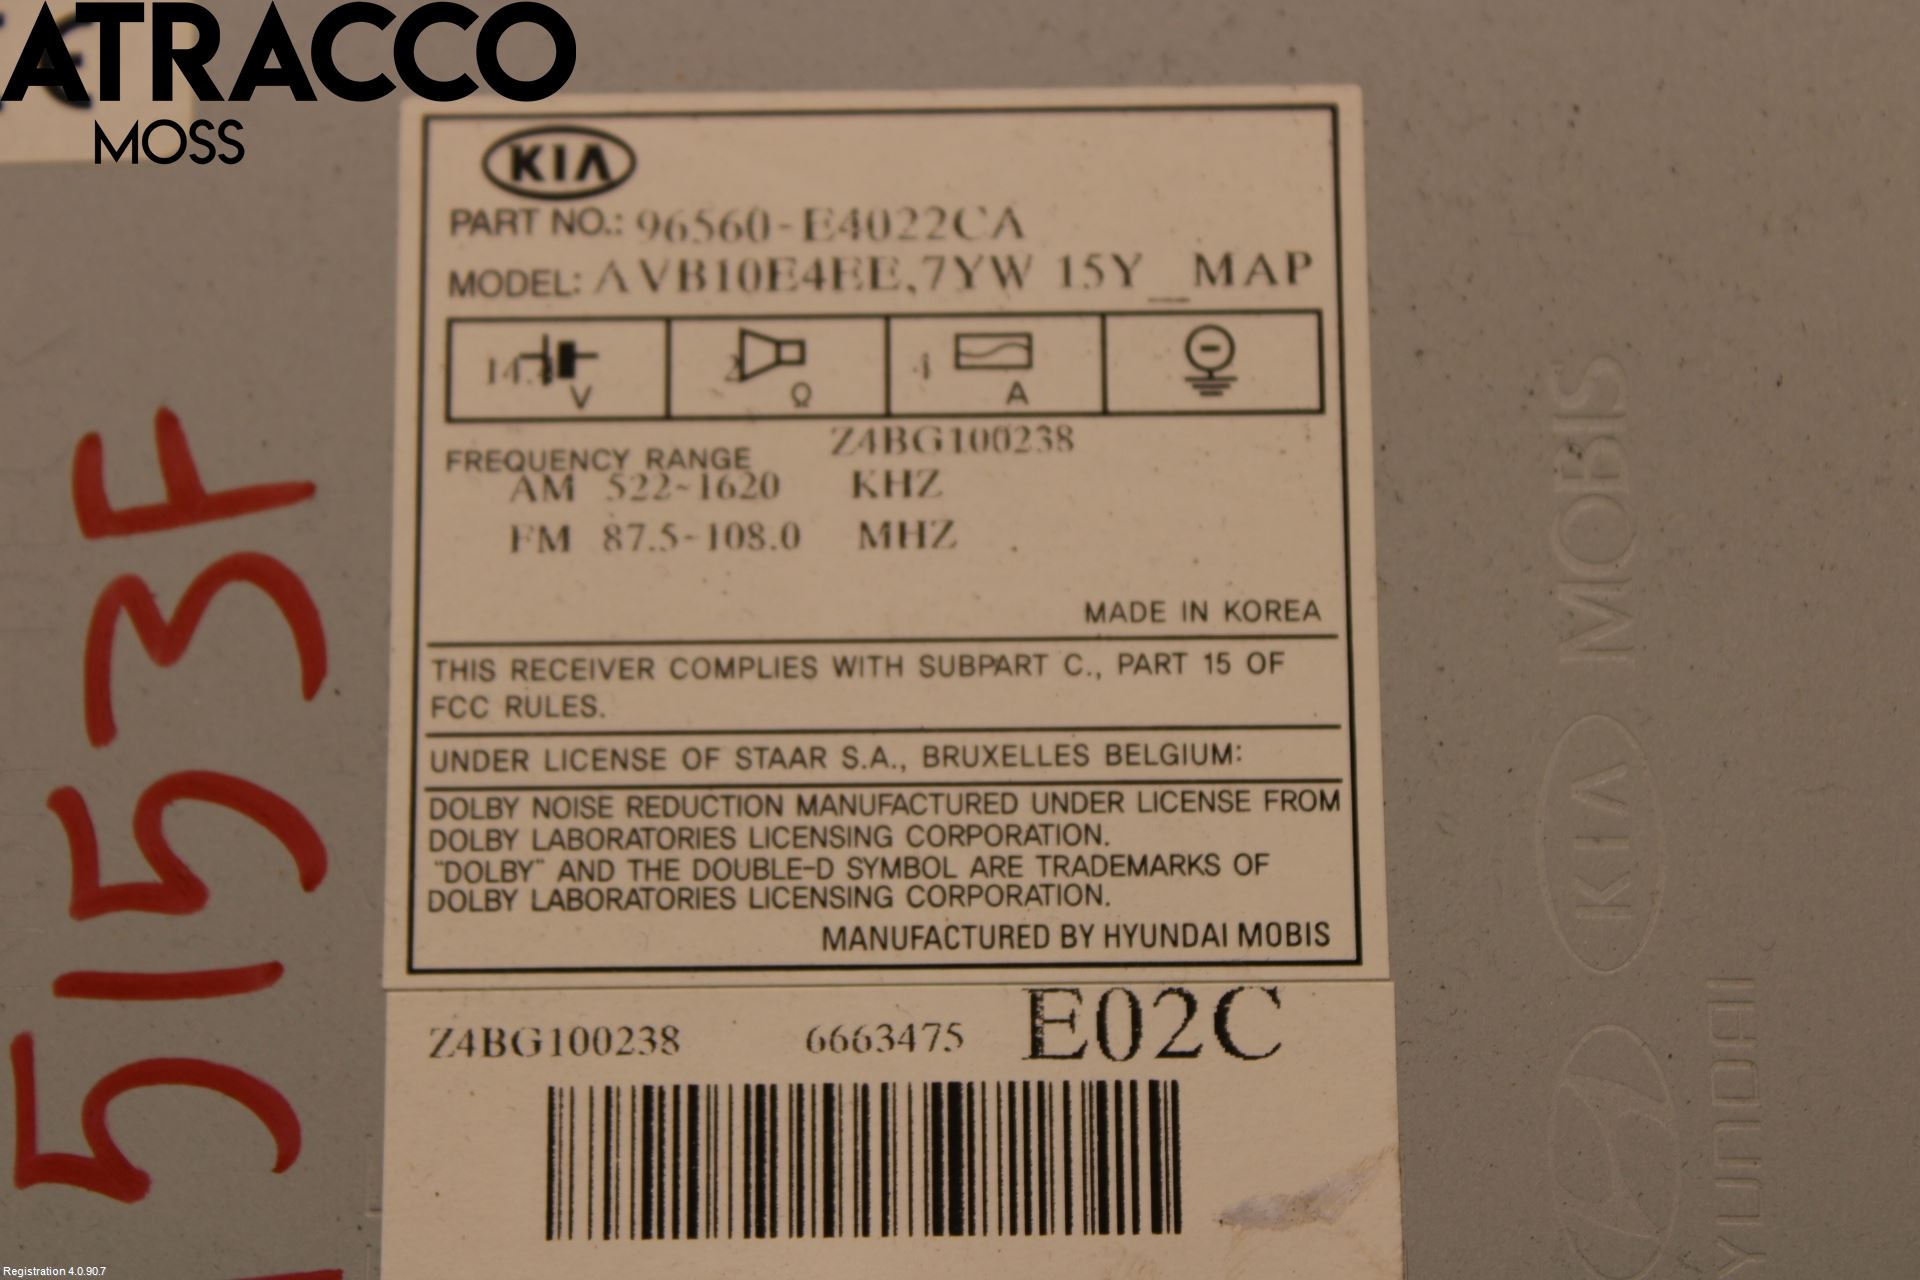 ATRACCO
MOSS
KIA
PART NO.: 96560-E4022CA
MODEL: AVB10E4EE,7YW 15Y_MAP
V
Ω
4
A
Z4BG100238
FREQUENCY RANGE
AM 522~1620 KHZ
FM 87.5~108.0 MHZ
MADE IN KOREA
THIS RECEIVER COMPLIES WITH SUBPART C., PART 15 OF
FCC RULES.
UNDER LICENSE OF STAAR S.A., BRUXELLES BELGIUM:
DOLBY NOISE REDUCTION MANUFACTURED UNDER LICENSE FROM
DOLBY LABORATORIES LICENSING CORPORATION.
"DOLBY" AND THE DOUBLE-D SYMBOL ARE TRADEMARKS OF
DOLBY LABORATORIES LICENSING CORPORATION.
MANUFACTURED BY HYUNDAI MOBIS
Z4BG100238 6663475 E02C
5153F
KIA MOBIS
HYUNDAI
Registration 4.0.90.7